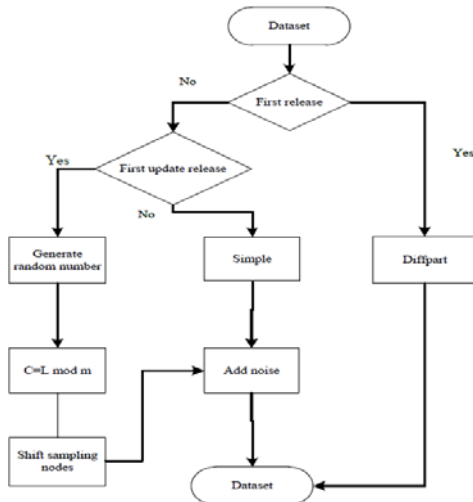 Dataset
No
First release
Yes
First update release
Yes
No
Generate
random number
Simple
Diffpart
C=L mod m
Add noise
Shift sampling
nodes
Dataset